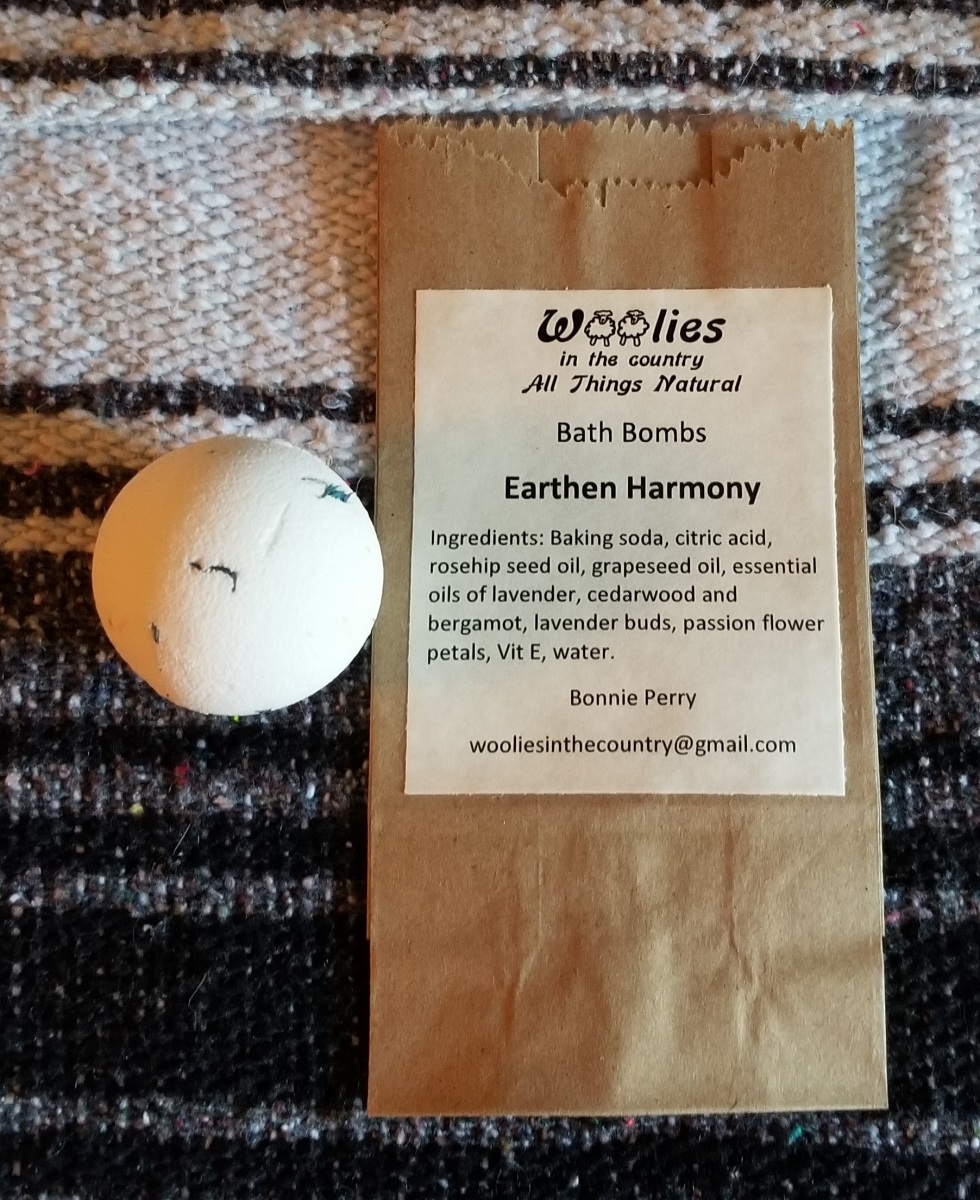 Woolies
in the country
All Things Natural
Bath Bombs
Earthen Harmony
Ingredients: Baking soda, citric acid,
rosehip seed oil, grapeseed oil, essential
oils of lavender, cedarwood and
bergamot, lavender buds, passion flower
petals, Vit E, water.
Bonnie Perry
wooliesinthecountry@gmail.com